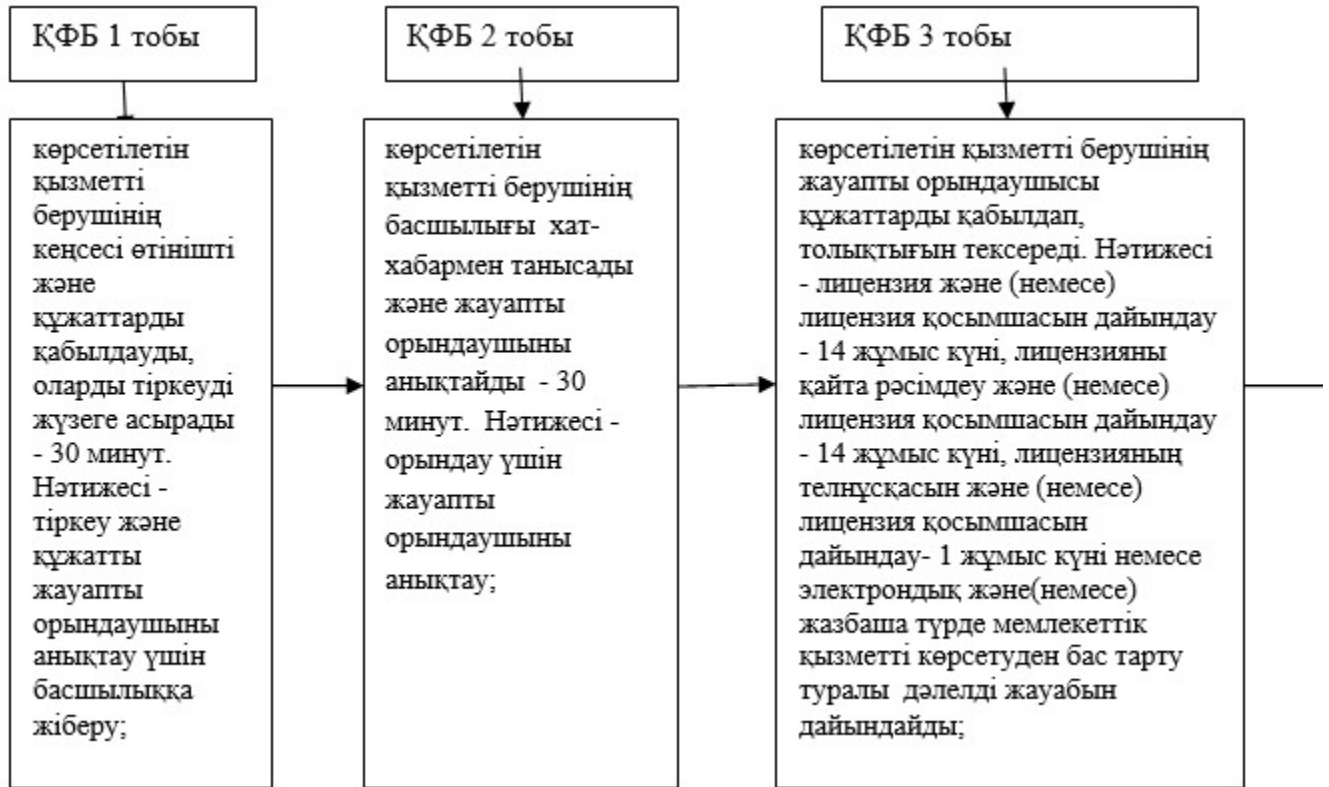 ҚФБ 1 тобы
көрсетілетін
қызметті
берушінің
кеңсесі өтінішті
және
құжаттарды
қабылдауды,
оларды тіркеуді
жүзеге асырады
- 30 минут.
Нәтижесі -
тіркеу және
құжатты
жауапты
орындаушыны
анықтау үшін
басшылыққа
жіберу;
ҚФБ 2 тобы
көрсетілетін
қызметті берушінің
басшылығы хат-
хабармен танысады
және жауапты
орындаушыны
анықтайды - 30
минут. Нәтижесі -
орындау үшін
жауапты
орындаушыны
анықтау;
ҚФБ 3 тобы
көрсетілетін қызметті берушінің
жауапты орындаушысы
құжаттарды қабылдап,
толықтығын тексереді. Нәтижесі
- лицензия және (немесе)
лицензия қосымшасын дайындау
- 14 жұмыс күні, лицензияны
қайта рәсімдеу және (немесе)
лицензия қосымшасын дайындау
- 14 жұмыс күні, лицензияның
телнұсқасын және (немесе)
лицензия қосымшасын
дайындау- 1 жұмыс күні немесе
электрондық және(немесе)
жазбаша түрде мемлекеттік
қызметті көрсетуден бас тарту
туралы дәлелді жауабын
дайындайды;